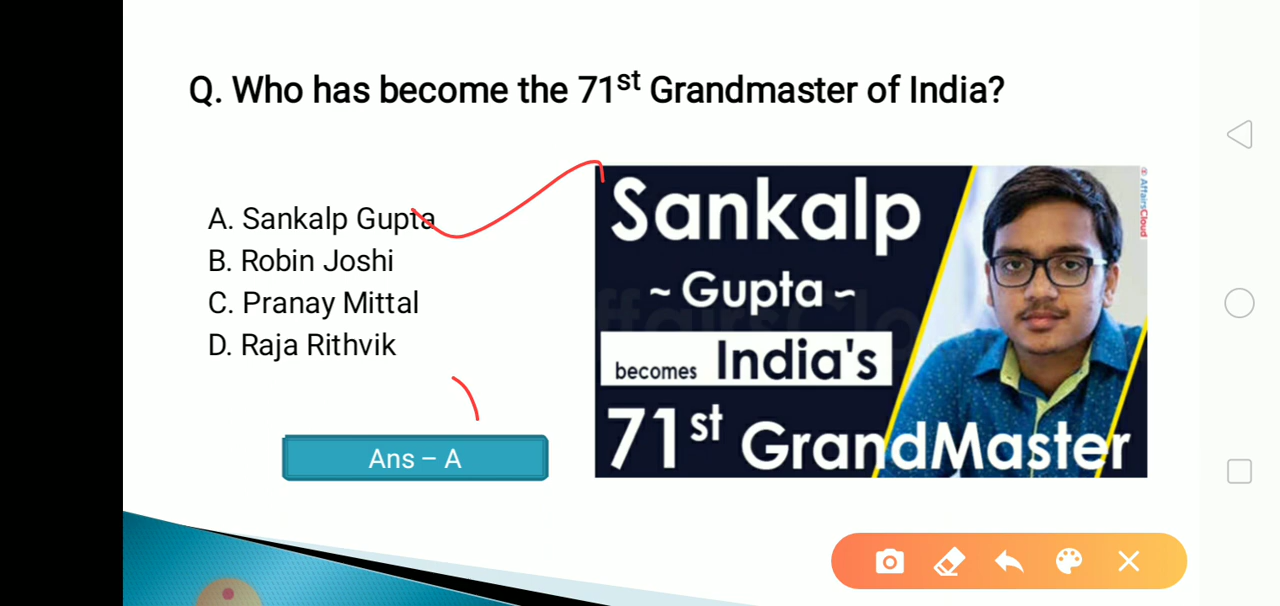 Q. Who has become the 71st Grandmaster of India?
A. Sankalp Gupta
B. Robin Joshi
C. Pranay Mittal
D. Raja Rithvik
Ans – A
Sankalp
~ Gupta ~
becomes India's
71st GrandMaster
AffairsCloud